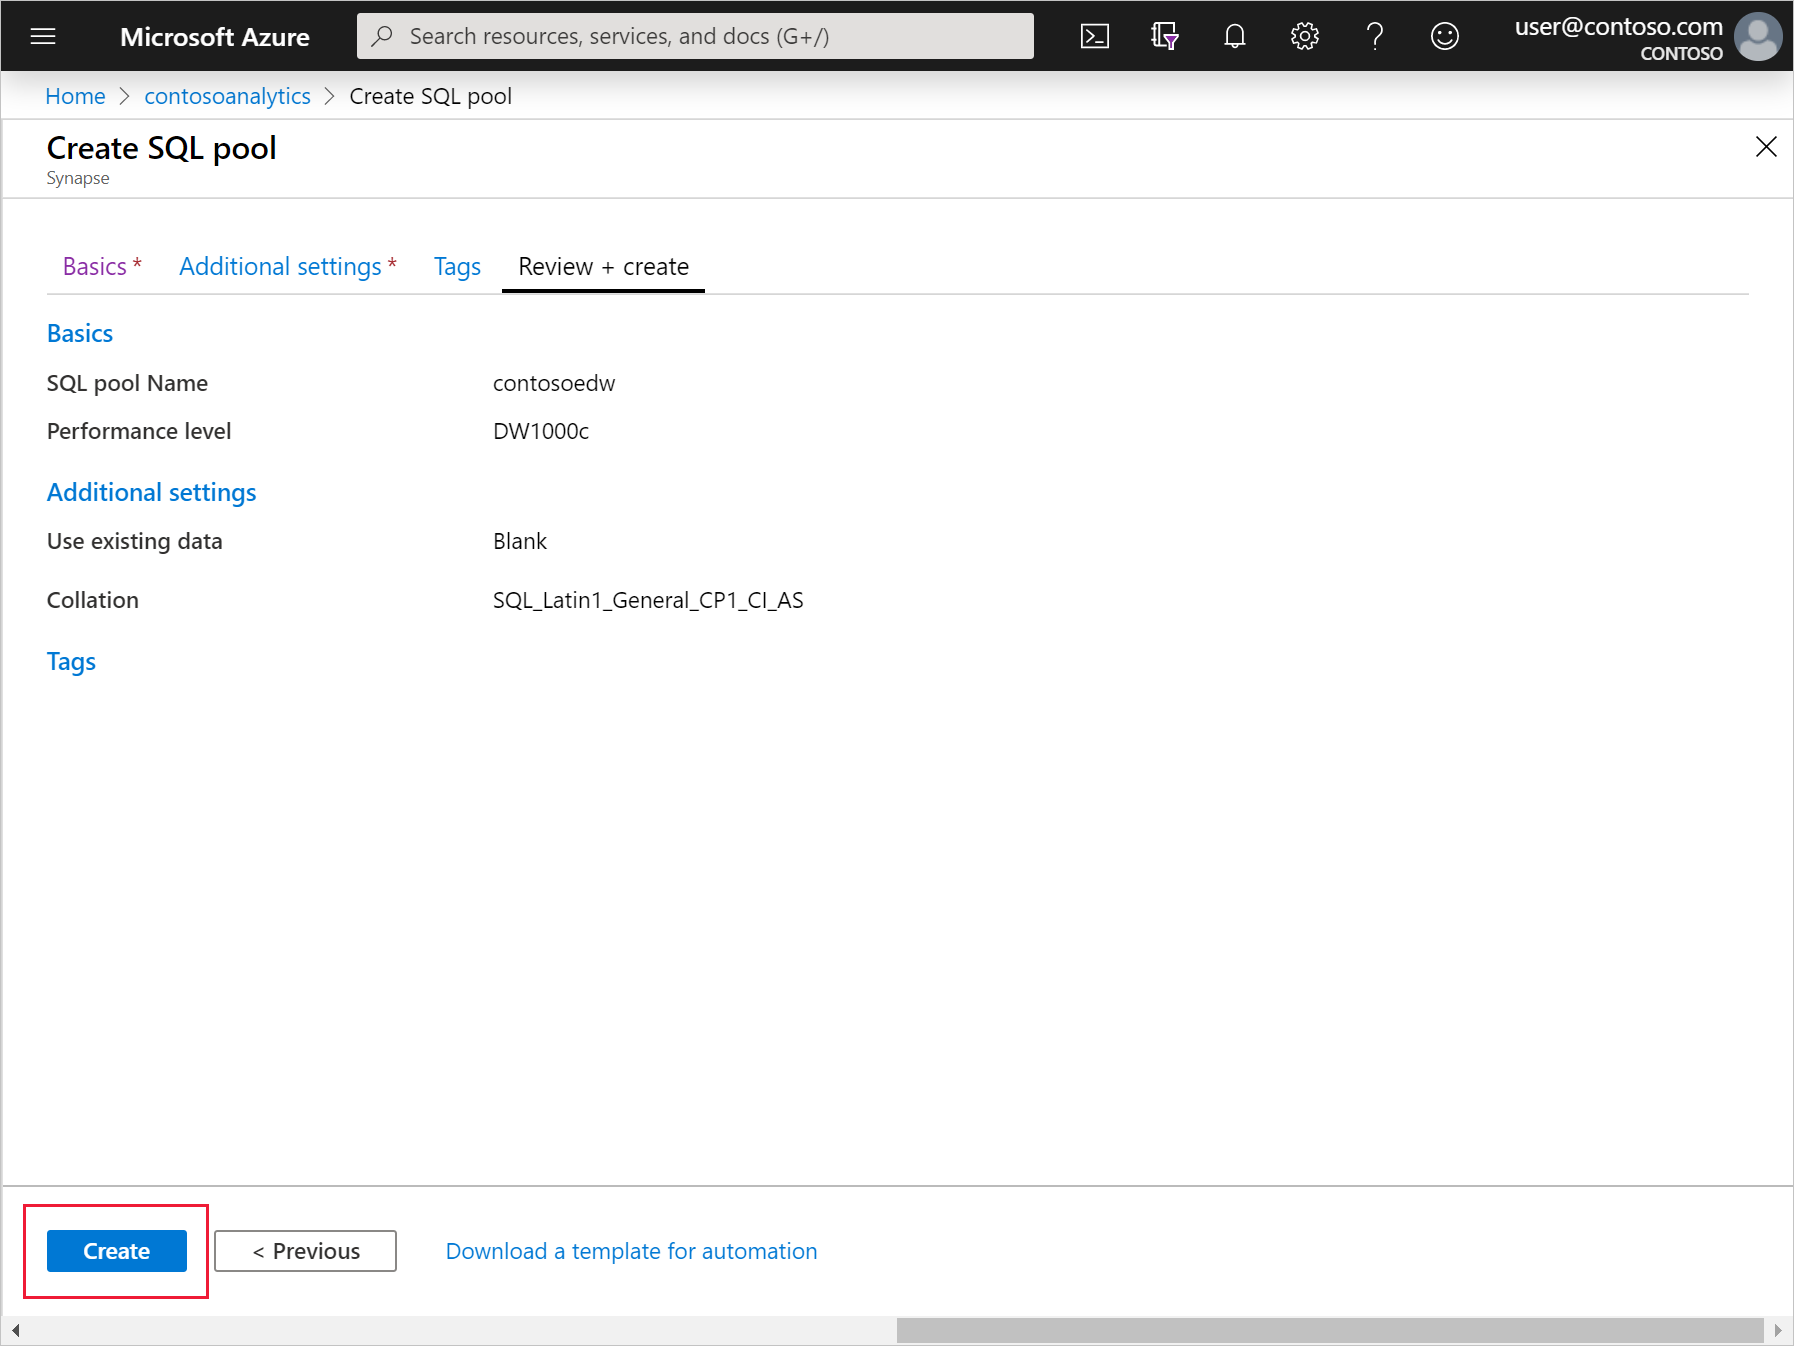 Microsoft Azure
Search resources, services, and docs (G+/)
user@contoso.com
CONTOSO
Home > contosoanalytics > Create SQL pool
Create SQL pool
Synapse
Basics * Additional settings * Tags Review + create
Basics
SQL pool Name contosoedw
Performance level DW1000c
Additional settings
Use existing data Blank
Collation SQL_Latin1_General_CP1_CI_AS
Tags
Create < Previous Download a template for automation